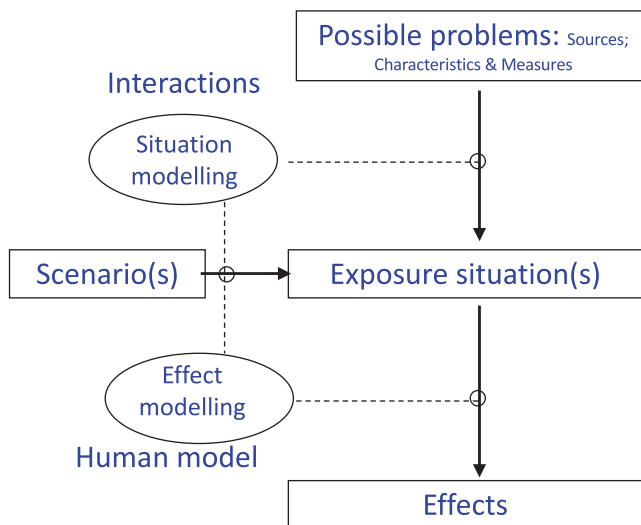 Possible problems: Sources;
Characteristics & Measures
Interactions
Situation
modelling
Scenario(s)
Exposure situation(s)
Effect
modelling
Human model
Effects